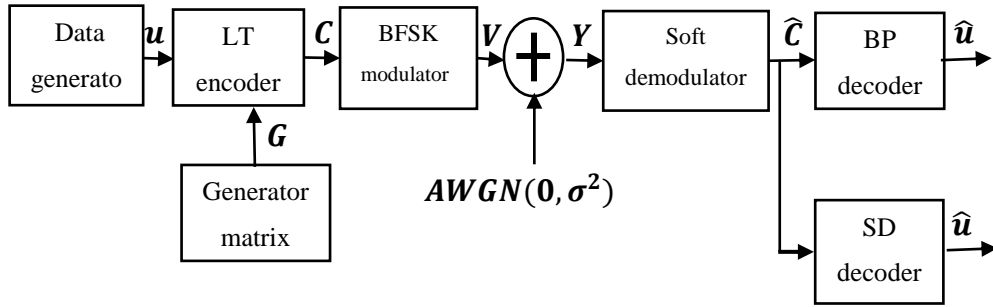 Data
generato
u
LT
encoder
C
BFSK
modulator
V
+
Y
Soft
demodulator
Ĉ
BP
decoder
û
G
Generator
matrix
AWGN(0, σ²)
SD
decoder
û